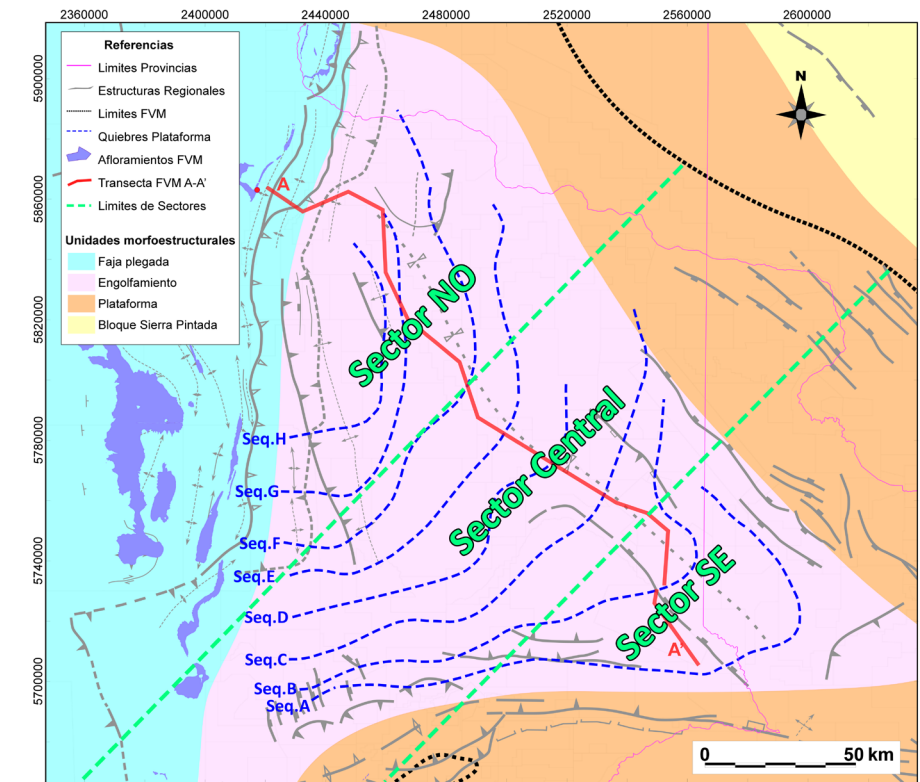 2360000 2400000 2440000 2480000 2520000 2560000 2600000
5900000
5860000
5820000
5780000
5740000
5700000
Referencias
Limites Provincias
Estructuras Regionales
Limites FVM
Quiebres Plataforma
Afloramientos FVM
Transecta FVM A-A'
Limites de Sectores
Unidades morfoestructurales
Faja plegada
Engolfamiento
Plataforma
Bloque Sierra Pintada
N
A
Sector NO
Sector Central
Sector SE
Seq.H
Seq.G
Seq.F
Seq.E
Seq.D
Seq.C
Seq.B
Seq.A
A'
0 50 km